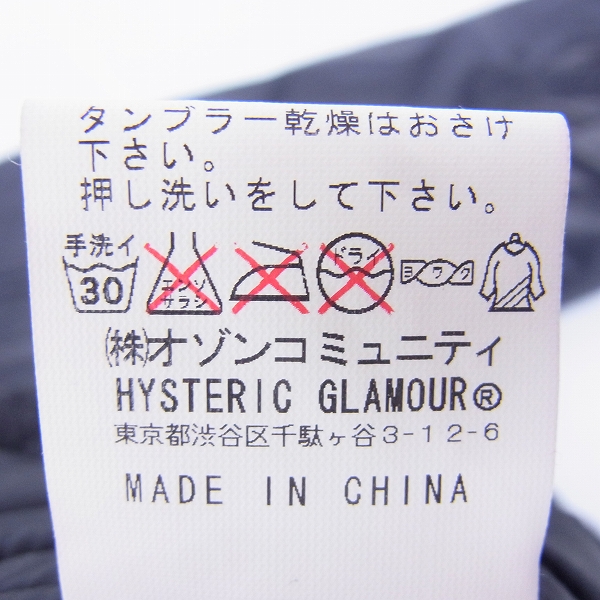 タンブラー乾燥はおさけ
下さい。
押し洗いをして下さい。
手洗イ 30 エンソサラシ ドライ ヨワク
㈱オゾンコミュニティ
HYSTERIC GLAMOUR®
東京都渋谷区千駄ヶ谷3-12-6
MADE IN CHINA